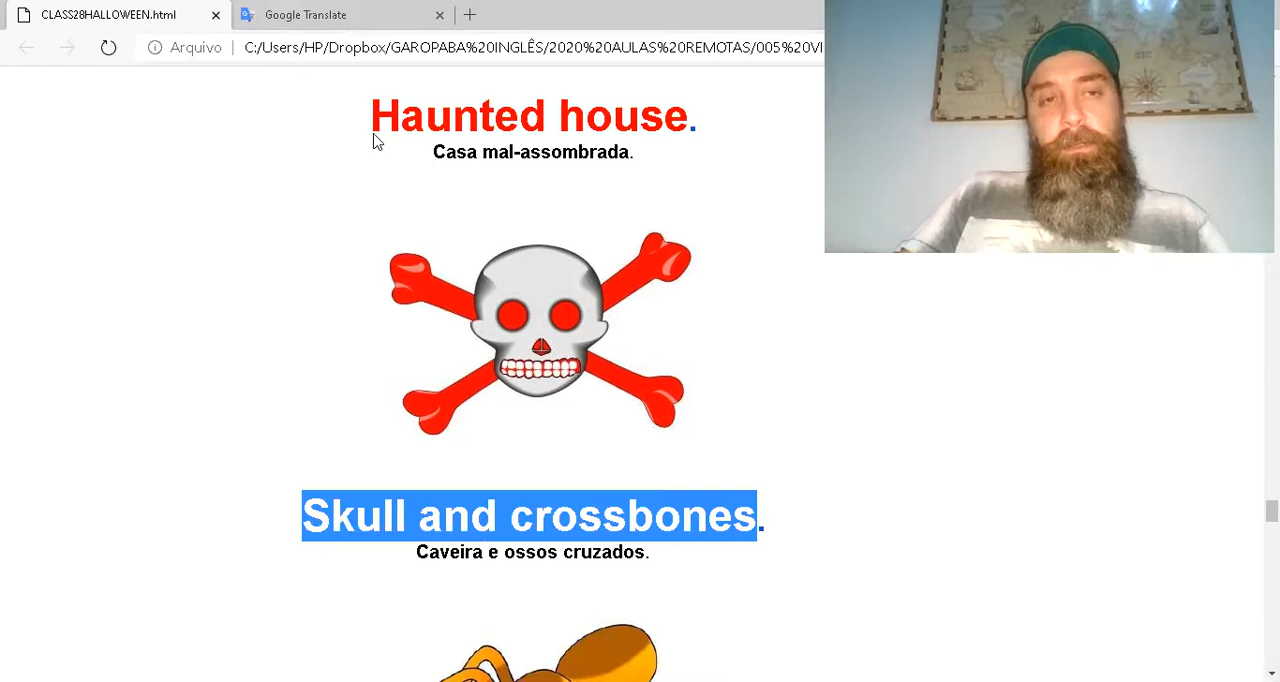 CLASS28HALLOWEEN.html
Google Translate
Arquivo C:/Users/HP/Dropbox/GAROPABA%20INGLÊS/2020%20AULAS%20REMOTAS/005%20VI
Haunted house.
Casa mal-assombrada.
Skull and crossbones.
Caveira e ossos cruzados.